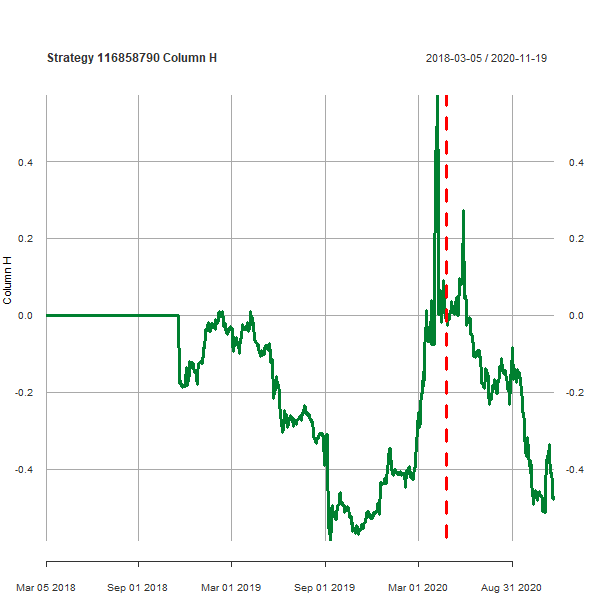 Strategy 116858790 Column H
2018-03-05 / 2020-11-19
Column H
0.4
0.2
0.0
-0.2
-0.4
0.4
0.2
0.0
-0.2
-0.4
Mar 05 2018
Sep 01 2018
Mar 01 2019
Sep 01 2019
Mar 01 2020
Aug 31 2020